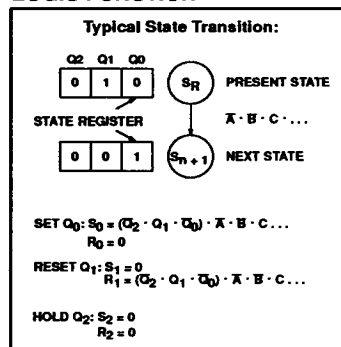 Typical State Transition:
Q2 Q1 Q0
0 1 0
SR
PRESENT STATE
STATE REGISTER
A̅ · B̅ · C · ...
0 0 1
Sn + 1
NEXT STATE
SET Q0: S0 = (Q̅2 · Q1 · Q̅0) · A̅ · B̅ · C ...
R0 = 0
RESET Q1: S1 = 0
R1 = (Q̅2 · Q1 · Q̅0) · A̅ · B̅ · C ...
HOLD Q2: S2 = 0
R2 = 0